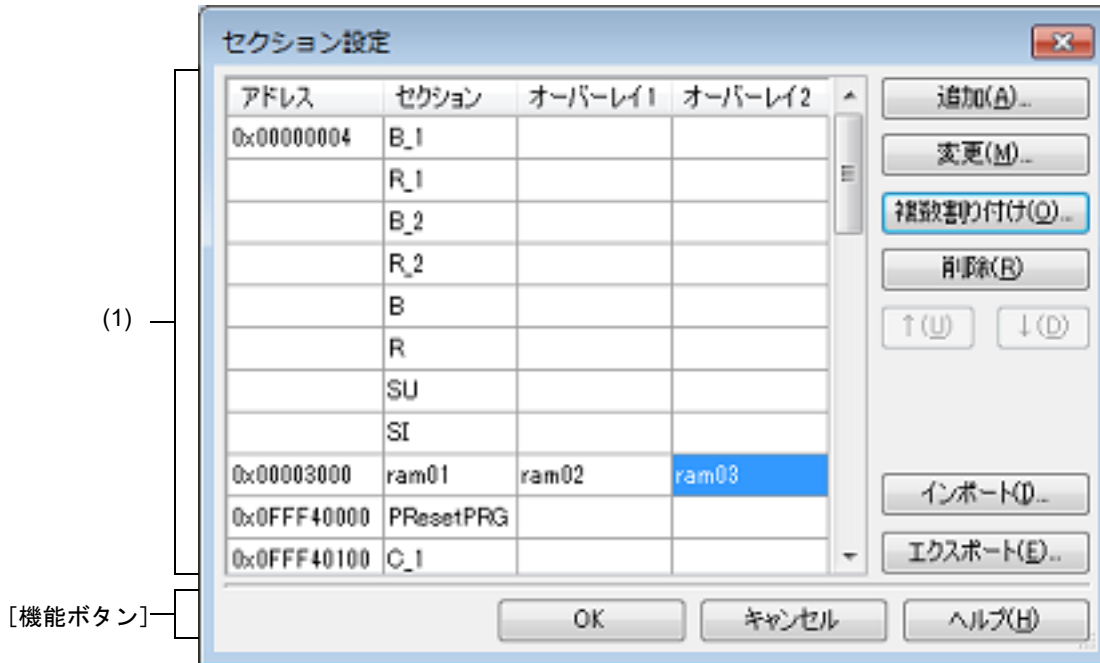 セクション設定
アドレス セクション オーバーレイ1 オーバーレイ2
0x00000004 B_1
R_1
B_2
R_2
B
R
SU
SI
0x00003000 ram01 ram02 ram03
0x0FFF40000 PResetPRG
0x0FFF40100 C_1
追加(A)...
変更(M)...
複数割り付け(O)...
削除(R)
↑(U) ↓(D)
インポート(I)...
エクスポート(E)...
(1)
[機能ボタン]
OK キャンセル ヘルプ(H)